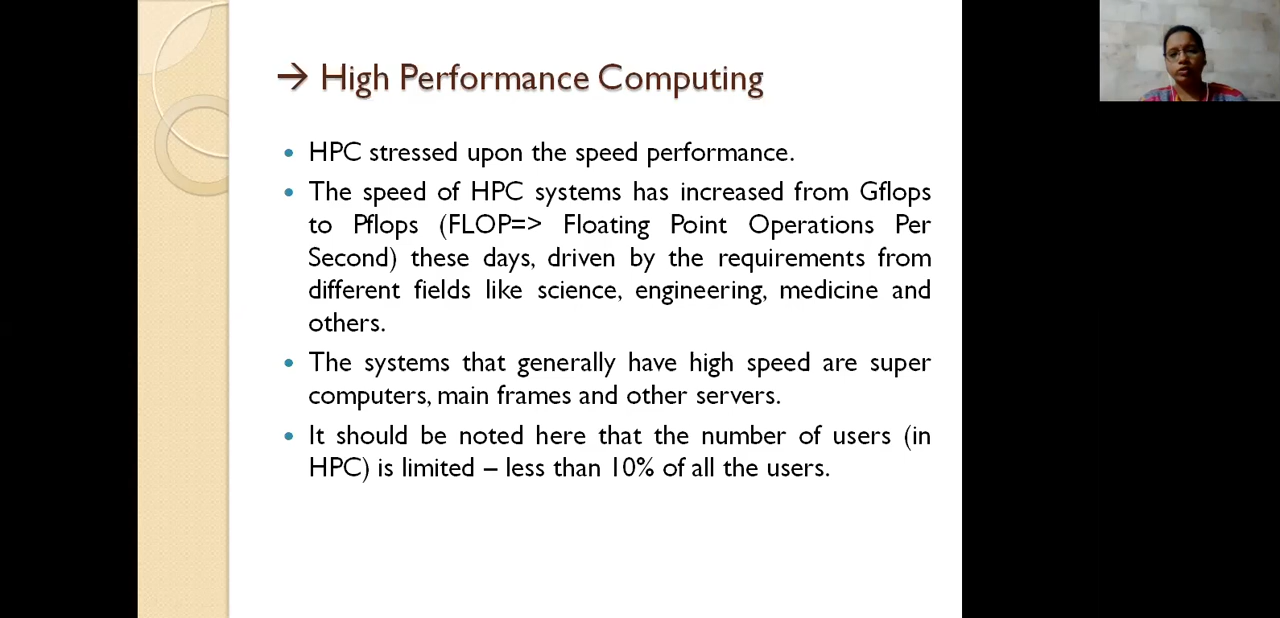 → High Performance Computing
• HPC stressed upon the speed performance.
• The speed of HPC systems has increased from Gflops
to Pflops (FLOP=> Floating Point Operations Per
Second) these days, driven by the requirements from
different fields like science, engineering, medicine and
others.
• The systems that generally have high speed are super
computers, main frames and other servers.
• It should be noted here that the number of users (in
HPC) is limited – less than 10% of all the users.